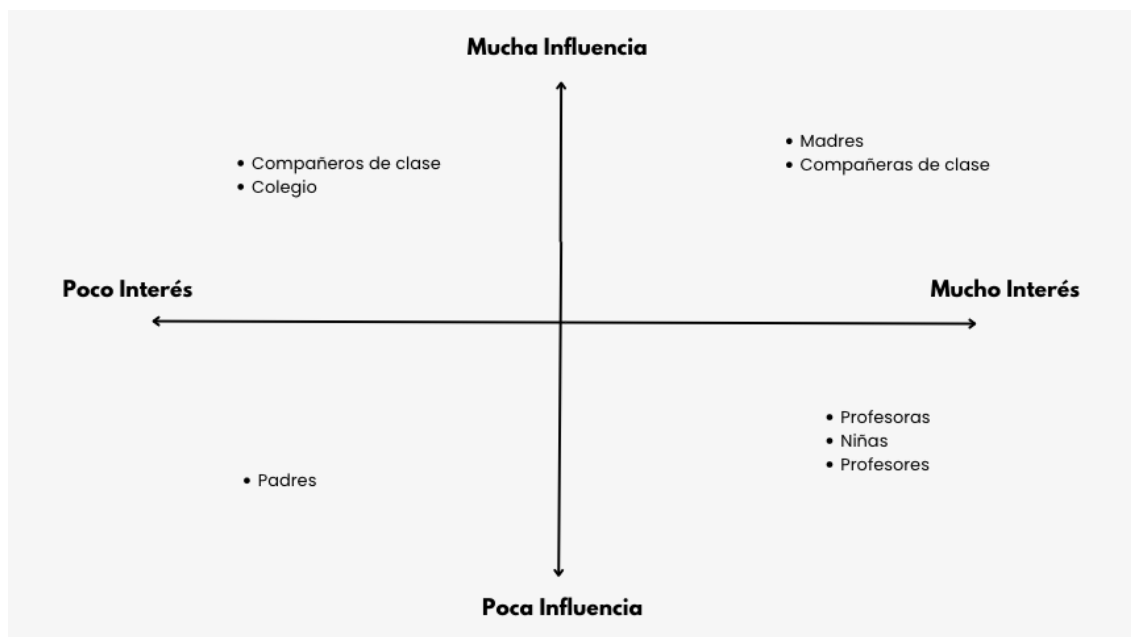 Mucha Influencia
• Compañeros de clase
• Colegio
• Madres
• Compañeras de clase
Poco Interés
Mucho Interés
• Padres
• Profesoras
• Niñas
• Profesores
Poca Influencia